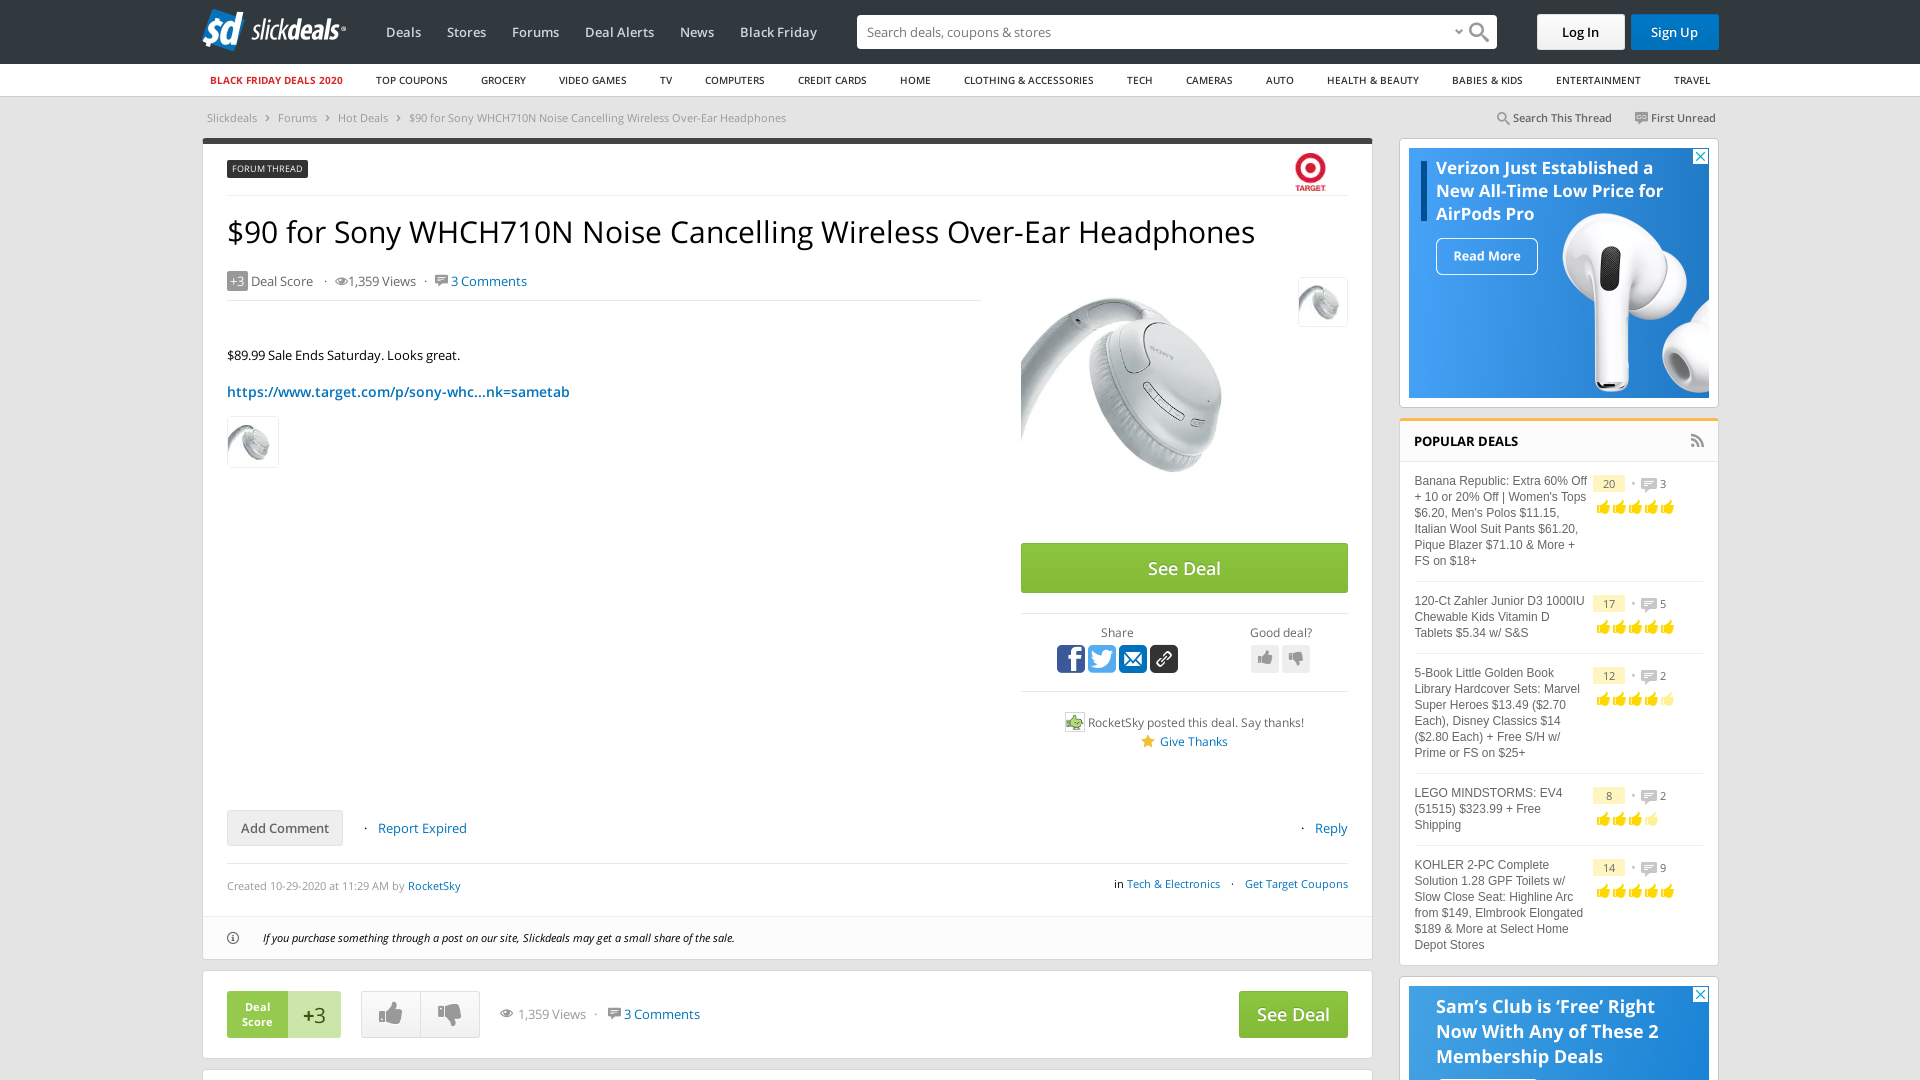 sd slickdeals
Deals Stores Forums Deal Alerts News Black Friday
Search deals, coupons & shopping
Log In
Sign Up
BLACK FRIDAY DEALS 2020 TOP COUPONS GROCERY VIDEO GAMES TV COMPUTERS CREDIT CARDS HOME CLOTHING & ACCESSORIES TECH CAMERAS AUTO HEALTH & BEAUTY BABIES & KIDS ENTERTAINMENT TRAVEL
Slickdeals › Forums › Hot Deals › $90 for Sony WHCH710N Noise Cancelling Wireless Over-Ear Headphones
Search This Thread First Unread
FORUM THREAD
TARGET
$90 for Sony WHCH710N Noise Cancelling Wireless Over-Ear Headphones
+3 Deal Score · 1,359 Views · 3 Comments
$89.99 Sale Ends Saturday. Looks great.
https://www.target.com/p/sony-whc...nk=sametab
SONY
See Deal
Share
Good deal?
RocketSky posted this deal. Say thanks!
Give Thanks
Add Comment · Report Expired
· Reply
Created 10-29-2020 at 11:29 AM by RocketSky
in Tech & Electronics · Get Target Coupons
If you purchase something through a post on our site, Slickdeals may get a small share of the sale.
Deal
Score
+3
1,359 Views · 3 Comments
See Deal
Verizon Just Established a
New All-Time Low Price for
AirPods Pro
Read More
POPULAR DEALS
Banana Republic: Extra 60% Off
+ 10 or 20% Off | Women's Tops
$6.20, Men's Polos $11.15,
Italian Wool Suit Pants $61.20,
Pique Blazer $71.10 & More +
FS on $18+
20 • 3
120-Ct Zahler Junior D3 1000IU
Chewable Kids Vitamin D
Tablets $5.34 w/ S&S
17 • 5
5-Book Little Golden Book
Library Hardcover Sets: Marvel
Super Heroes $13.49 ($2.70
Each), Disney Classics $14
($2.80 Each) + Free S/H w/
Prime or FS on $25+
12 • 2
LEGO MINDSTORMS: EV4
(51515) $323.99 + Free
Shipping
8 • 2
KOHLER 2-PC Complete
Solution 1.28 GPF Toilets w/
Slow Close Seat: Highline Arc
from $149, Elmbrook Elongated
$189 & More at Select Home
Depot Stores
14 • 9
Sam's Club is ‘Free’ Right
Now With Any of These 2
Membership Deals